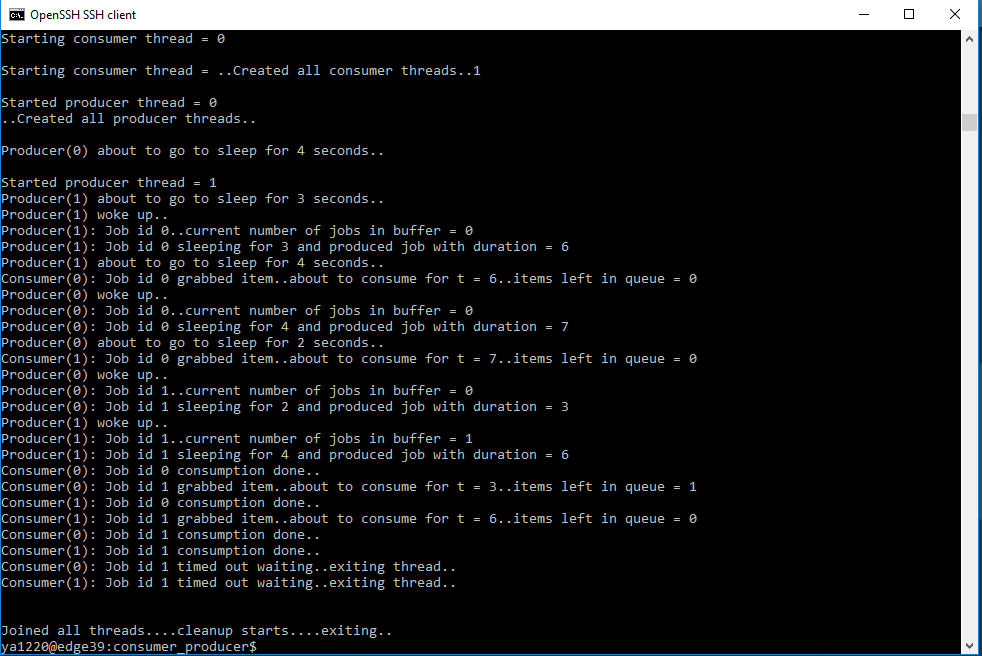 OpenSSH SSH client
Starting consumer thread = 0
Starting consumer thread = ..Created all consumer threads..1
Started producer thread = 0
..Created all producer threads..
Producer(0) about to go to sleep for 4 seconds..
Started producer thread = 1
Producer(1) about to go to sleep for 3 seconds..
Producer(1) woke up..
Producer(1): Job id 0..current number of jobs in buffer = 0
Producer(1): Job id 0 sleeping for 3 and produced job with duration = 6
Producer(1) about to go to sleep for 4 seconds..
Consumer(0): Job id 0 grabbed item..about to consume for t = 6..items left in queue = 0
Producer(0) woke up..
Producer(0): Job id 0..current number of jobs in buffer = 0
Producer(0): Job id 0 sleeping for 4 and produced job with duration = 7
Producer(0) about to go to sleep for 2 seconds..
Consumer(1): Job id 0 grabbed item..about to consume for t = 7..items left in queue = 0
Producer(0) woke up..
Producer(0): Job id 1..current number of jobs in buffer = 0
Producer(0): Job id 1 sleeping for 2 and produced job with duration = 3
Producer(1) woke up..
Producer(1): Job id 1..current number of jobs in buffer = 1
Producer(1): Job id 1 sleeping for 4 and produced job with duration = 6
Consumer(0): Job id 0 consumption done..
Consumer(0): Job id 1 grabbed item..about to consume for t = 3..items left in queue = 1
Consumer(1): Job id 0 consumption done..
Consumer(1): Job id 1 grabbed item..about to consume for t = 6..items left in queue = 0
Consumer(0): Job id 1 consumption done..
Consumer(1): Job id 1 consumption done..
Consumer(0): Job id 1 timed out waiting..exiting thread..
Consumer(1): Job id 1 timed out waiting..exiting thread..
Joined all threads....cleanup starts....exiting..
ya1220@edge39:consumer_producer$